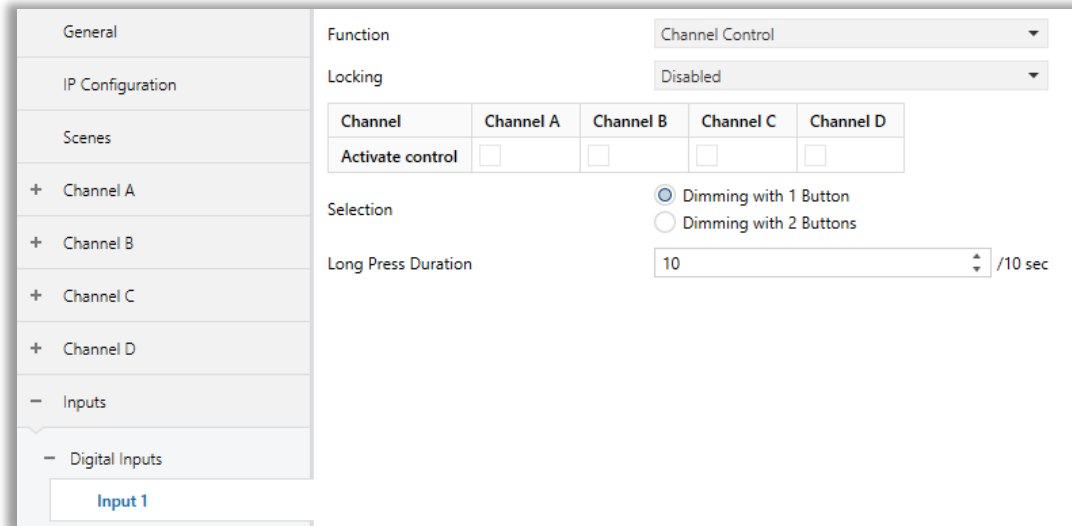 General
IP Configuration
Scenes
+ Channel A
+ Channel B
+ Channel C
+ Channel D
− Inputs
− Digital Inputs
Input 1
Function Channel Control
Locking Disabled
Channel Channel A Channel B Channel C Channel D
Activate control
Selection Dimming with 1 Button
Dimming with 2 Buttons
Long Press Duration 10 /10 sec